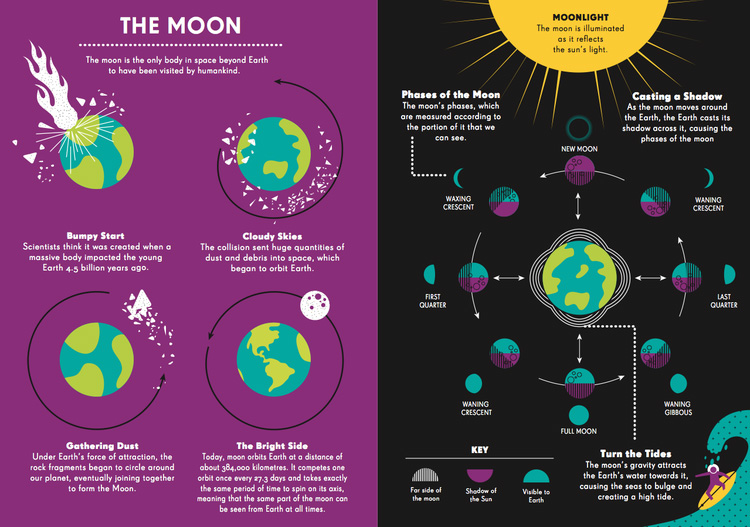 THE MOON
The moon is the only body in space beyond Earth
to have been visited by humankind.
Bumpy Start
Scientists think it was created when a
massive body impacted the young
Earth 4.5 billion years ago.
Cloudy Skies
The collision sent huge quantities of
dust and debris into space, which
began to orbit Earth.
Gathering Dust
Under Earth's force of attraction, the
rock fragments began to circle around
our planet, eventually joining together
to form the Moon.
The Bright Side
Today, moon orbits Earth at a distance of
about 384,000 kilometres. It competes one
orbit once every 27.3 days and takes exactly
the same period of time to spin on its axis,
meaning that the same part of the moon can
be seen from Earth at all times.
MOONLIGHT
The moon is illuminated
as it reflects
the sun's light.
Phases of the Moon
The moon's phases, which
are measured according to
the portion of it that we
can see.
Casting a Shadow
As the moon moves around
the Earth, the Earth casts its
shadow across it, causing the
phases of the moon
NEW MOON
WAXING
CRESCENT
WANING
CRESCENT
FIRST
QUARTER
LAST
QUARTER
WANING
CRESCENT
FULL MOON
WANING
GIBBOUS
KEY
Far side of
the moon
Shadow of
the Sun
Visible to
Earth
Turn the Tides
The moon's gravity attracts
the Earth's water towards it,
causing the seas to bulge and
creating a high tide.